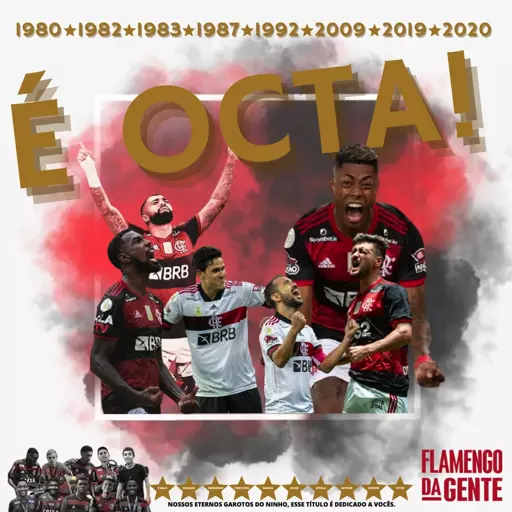 1980★1982★1983★1987★1992★2009★2019★2020
É OCTA!
BRB
BRB
BRB
FLAMENGO
DA GENTE
NOSSOS ETERNOS GAROTOS DO NINHO, ESSE TÍTULO É DEDICADO A VOCÊS.